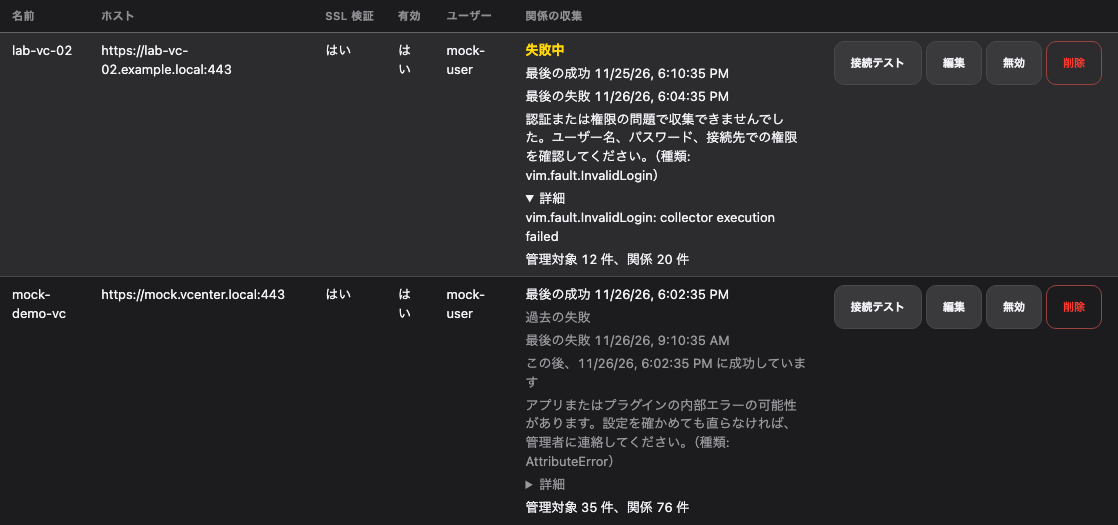 名前 ホスト SSL 検証 有効 ユーザー 関係の収集
lab-vc-02
https://lab-vc-
02.example.local:443
はい
は
い
mock-
user
失敗中
最後の成功 11/25/26, 6:10:35 PM
最後の失敗 11/26/26, 6:04:35 PM
認証または権限の問題で収集できませんでし
た。ユーザー名、パスワード、接続先での権限
を確認してください。（種類:
vim.fault.InvalidLogin）
▼ 詳細
vim.fault.InvalidLogin: collector execution
failed
管理対象 12 件、関係 20 件
接続テスト 編集 無効 削除
mock-
demo-vc
https://mock.vcenter.local:443
はい
は
い
mock-
user
最後の成功 11/26/26, 6:02:35 PM
過去の失敗
最後の失敗 11/26/26, 9:10:35 AM
この後、11/26/26, 6:02:35 PM に成功していま
す
アプリまたはプラグインの内部エラーの可能性
があります。設定を確かめても直らなければ、
管理者に連絡してください。（種類:
AttributeError）
▶ 詳細
管理対象 35 件、関係 76 件
接続テスト 編集 無効 削除